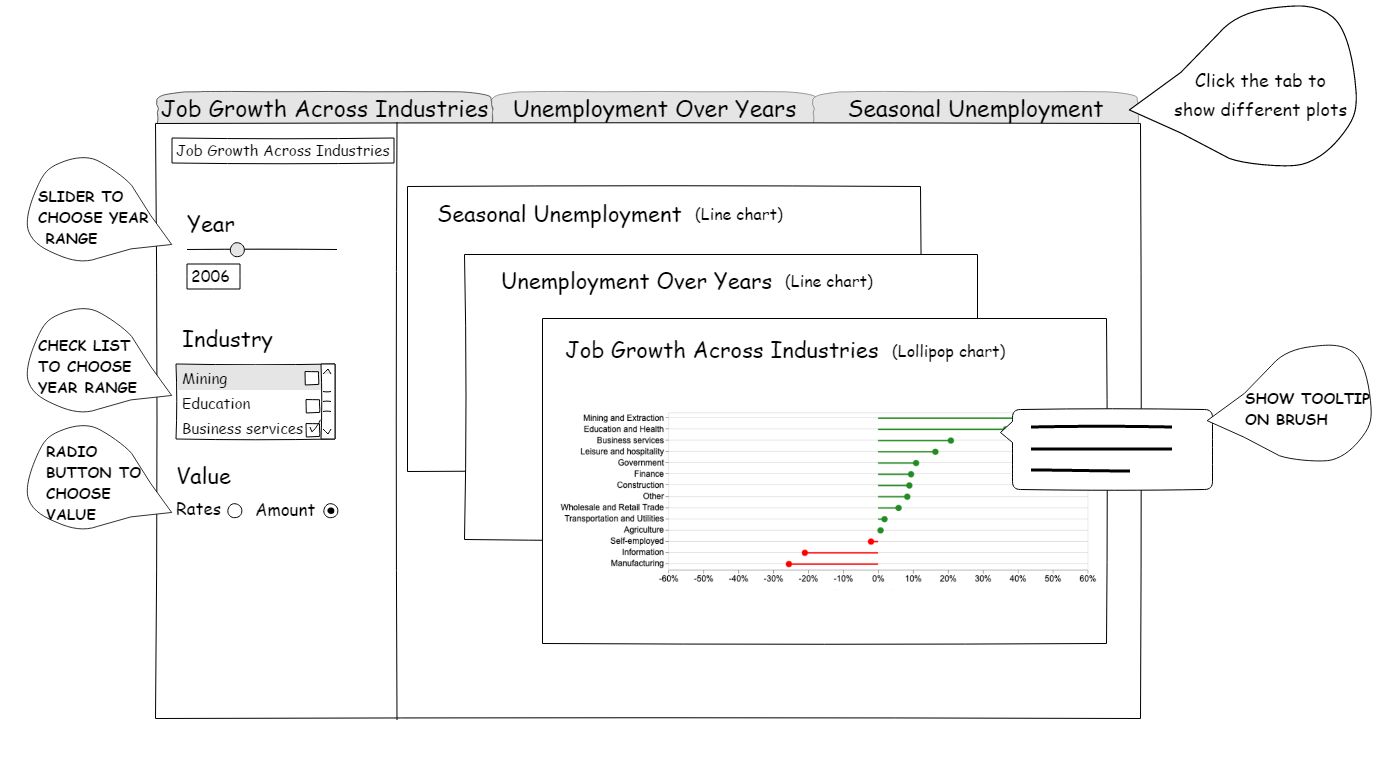 Click the tab to
show different plots
Job Growth Across Industries
Unemployment Over Years
Seasonal Unemployment
Job Growth Across Industries
SLIDER TO
CHOOSE YEAR
RANGE
Year
2006
CHECK LIST
TO CHOOSE
YEAR RANGE
Industry
Mining
Education
Business services
RADIO
BUTTON TO
CHOOSE
VALUE
Value
Rates
Amount
Seasonal Unemployment (Line chart)
Unemployment Over Years (Line chart)
Job Growth Across Industries (Lollipop chart)
Mining and Extraction
Education and Health
Business services
Leisure and hospitality
Government
Finance
Construction
Other
Wholesale and Retail Trade
Transportation and Utilities
Agriculture
Self-employed
Information
Manufacturing
-60% -50% -40% -30% -20% -10% 0% 10% 20% 30% 40% 50% 60%
SHOW TOOLTIP
ON BRUSH